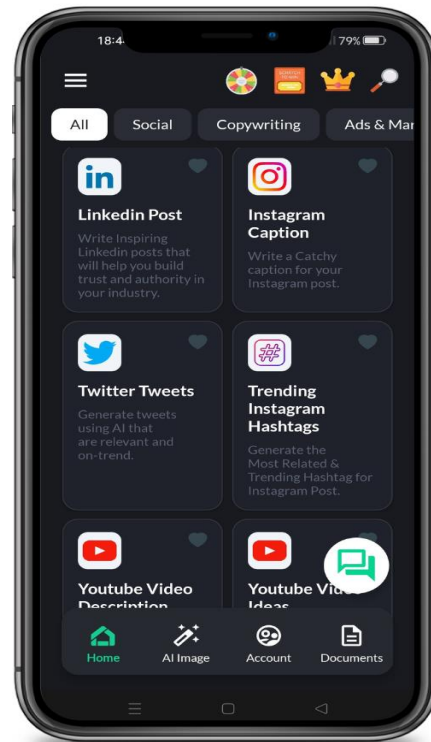 18:4
79%
All
Social
Copywriting
Ads & Mar
in
Linkedin Post
Write Inspiring
Linkedin posts that
will help you build
trust and authority in
your industry.
Instagram
Caption
Write a Catchy
caption for your
Instagram post.
Twitter Tweets
Generate tweets
using AI that
are relevant and
on-trend.
#
Trending
Instagram
Hashtags
Generate the
Most Related &
Trending Hashtag for
Instagram Post.
Youtube Video
Description
Youtube Video
Ideas
Home
AI Image
Account
Documents